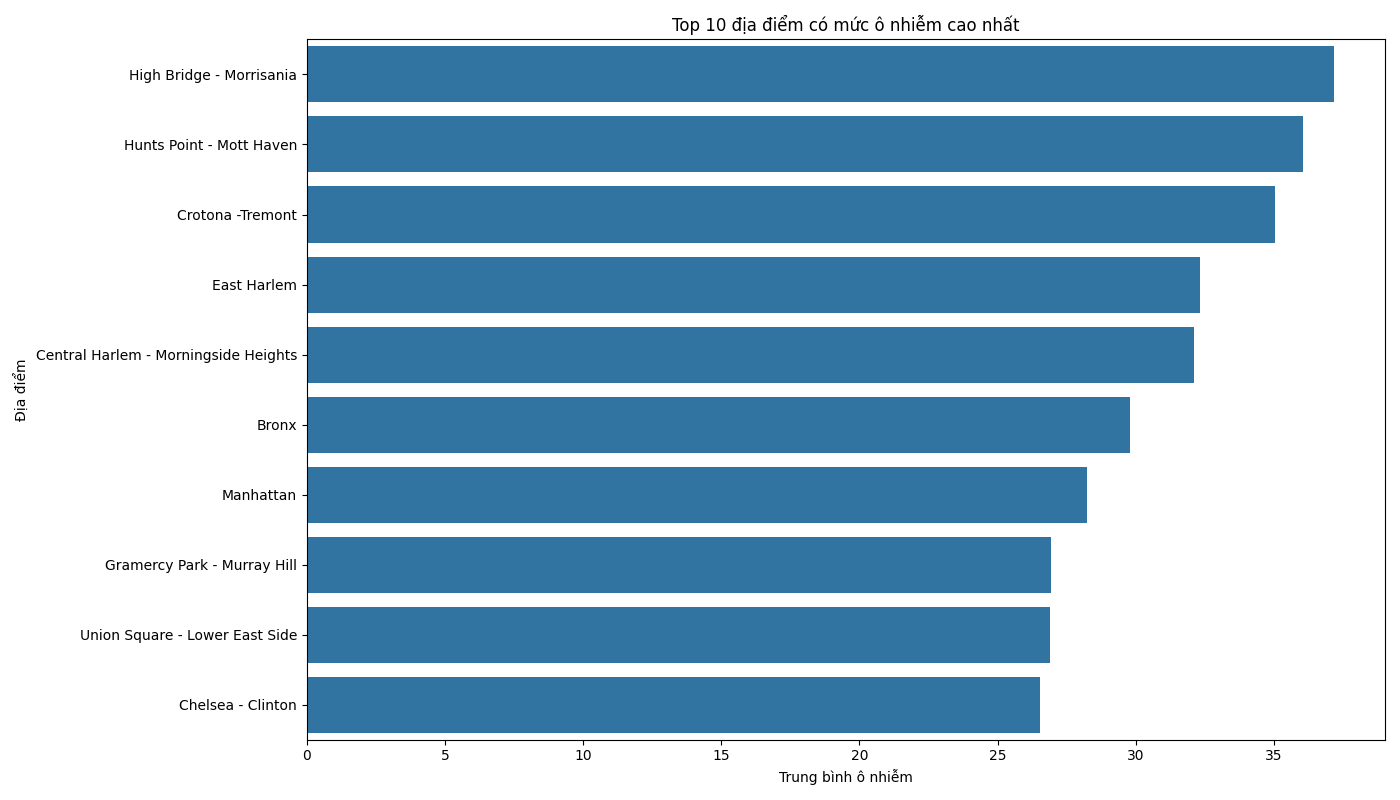 Top 10 địa điểm có mức ô nhiễm cao nhất
Địa điểm
High Bridge - Morrisania
Hunts Point - Mott Haven
Crotona -Tremont
East Harlem
Central Harlem - Morningside Heights
Bronx
Manhattan
Gramercy Park - Murray Hill
Union Square - Lower East Side
Chelsea - Clinton
0 5 10 15 20 25 30 35
Trung bình ô nhiễm